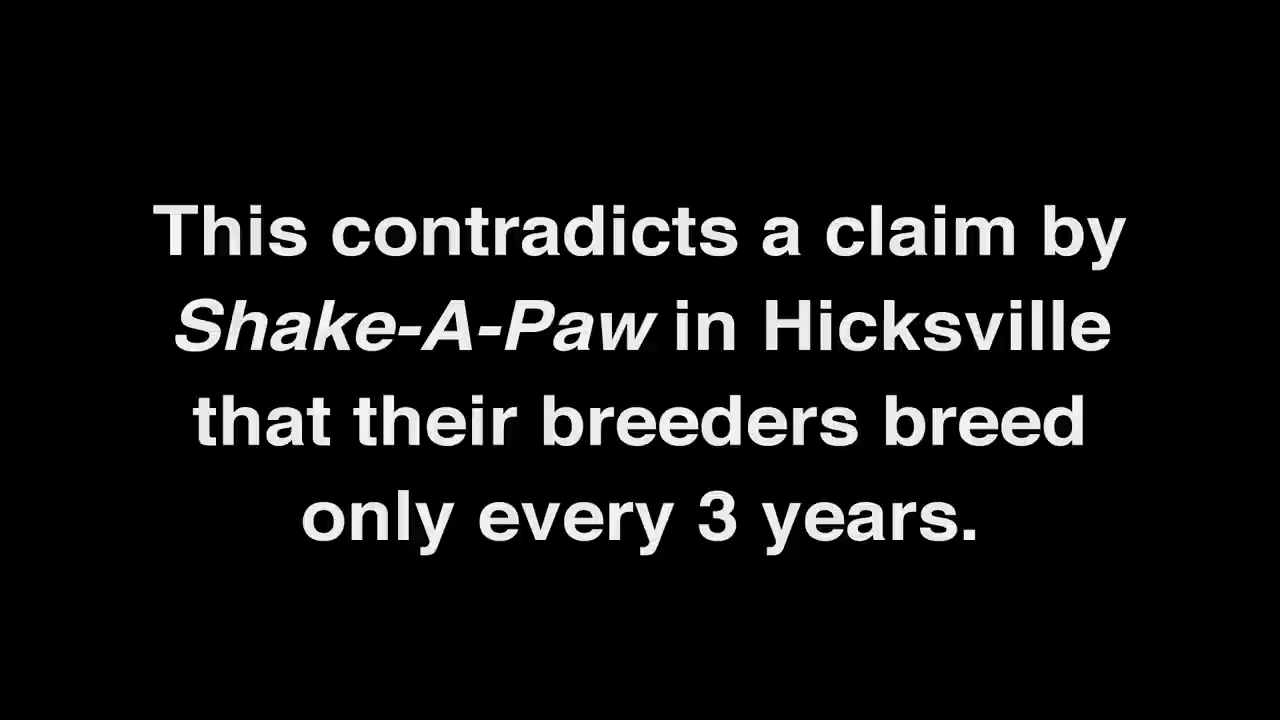 This contradicts a claim by
Shake-A-Paw in Hicksville
that their breeders breed
only every 3 years.